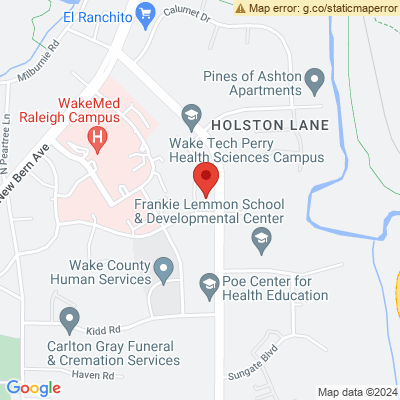 Map error: g.co/staticmaperror
Calumet Dr
El Ranchito
Milburnie Rd
Pines of Ashton
Apartments
WakeMed
Raleigh Campus
H
HOLSTON LANE
N Peartree Ln
New Bern Ave
Wake Tech Perry
Health Sciences Campus
Frankie Lemmon School
& Developmental Center
Wake County
Human Services
Poe Center for
Health Education
Kidd Rd
Carlton Gray Funeral
& Cremation Services
Haven Rd
Sungate Blvd
Google
Map data ©2024